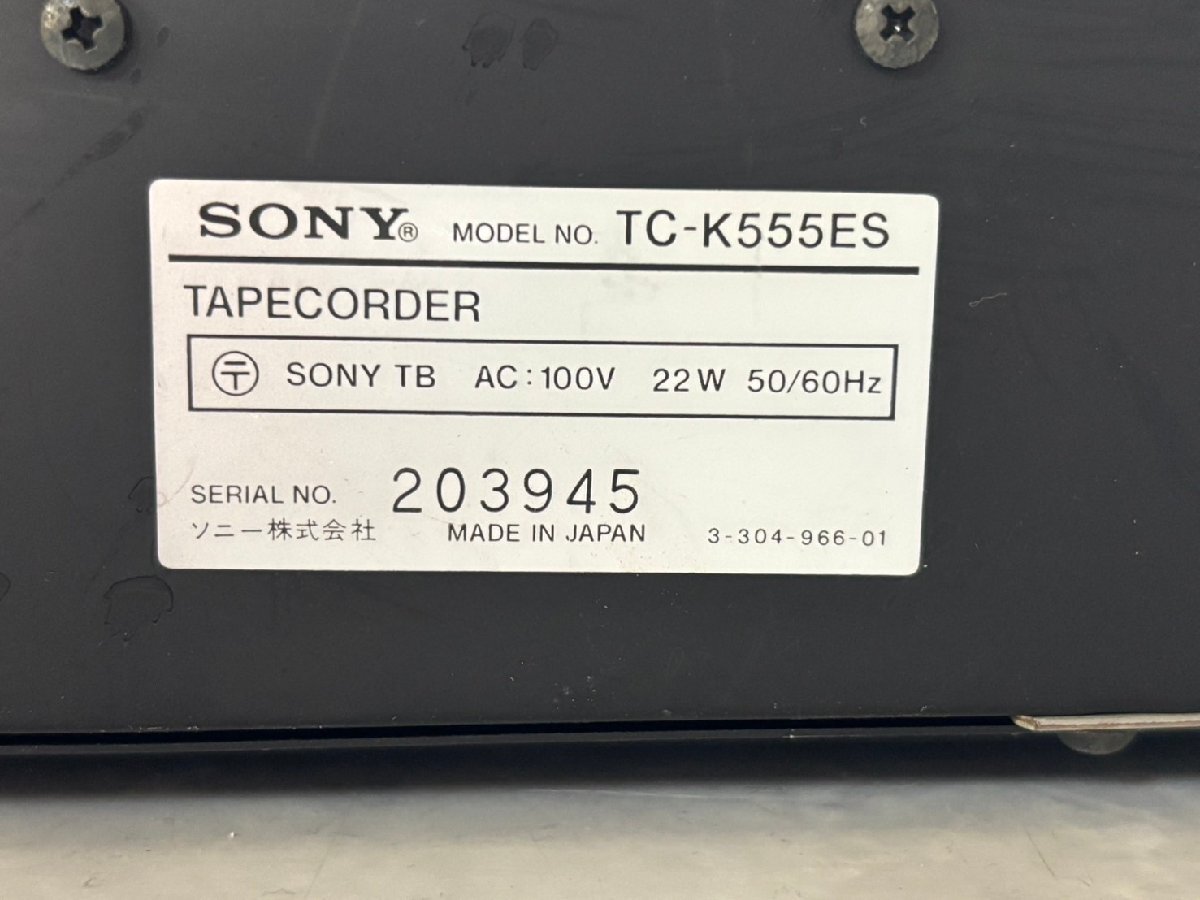 SONY® MODEL NO. TC-K555ES
TAPECORDER
〶 SONY TB AC:100V 22W 50/60Hz
SERIAL NO. 203945
ソニー株式会社 MADE IN JAPAN 3-304-966-01